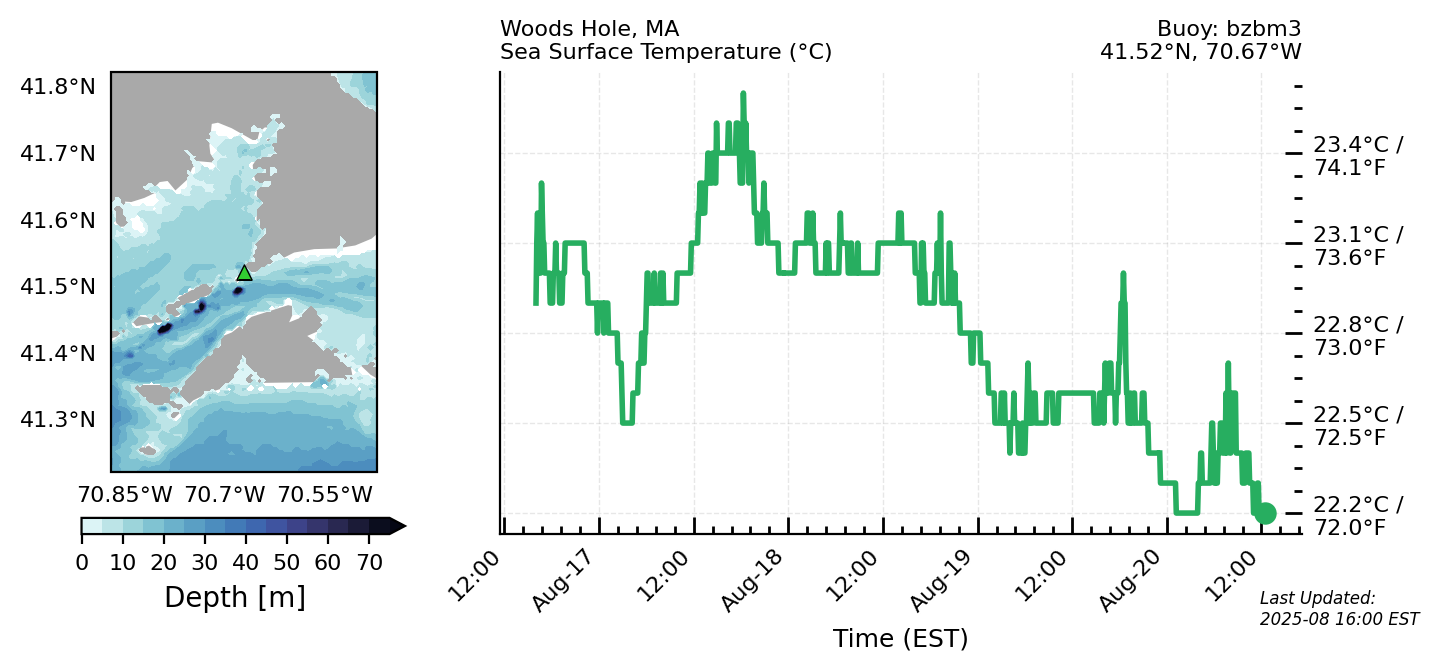 Woods Hole, MA
Sea Surface Temperature (°C)
Buoy: bzbm3
41.52°N, 70.67°W
41.8°N
41.7°N
41.6°N
41.5°N
41.4°N
41.3°N
70.85°W
70.7°W
70.55°W
0
10
20
30
40
50
60
70
Depth [m]
23.4°C /
74.1°F
23.1°C /
73.6°F
22.8°C /
73.0°F
22.5°C /
72.5°F
22.2°C /
72.0°F
12:00
Aug-17
12:00
Aug-18
12:00
Aug-19
12:00
Aug-20
12:00
Time (EST)
Last Updated:
2025-08 16:00 EST